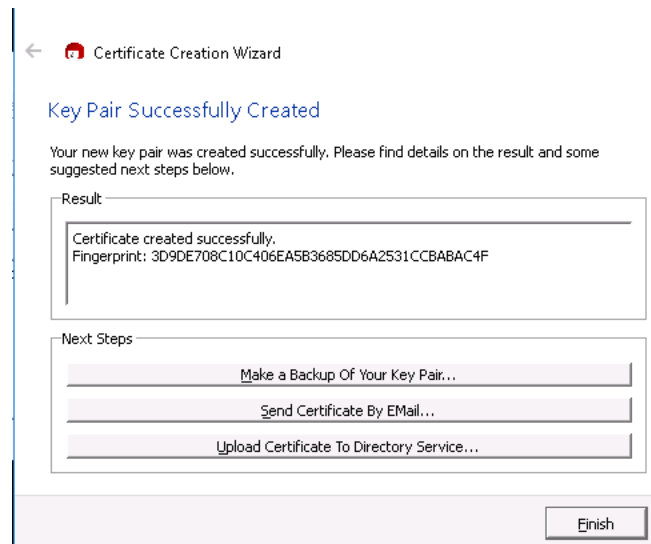 Certificate Creation Wizard
Key Pair Successfully Created
Your new key pair was created successfully. Please find details on the result and some
suggested next steps below.
Result
Certificate created successfully.
Fingerprint: 3D9DE708C10C406EA5B3685DD6A2531CCBABAC4F
Next Steps
Make a Backup Of Your Key Pair...
Send Certificate By EMail...
Upload Certificate To Directory Service...
Finish